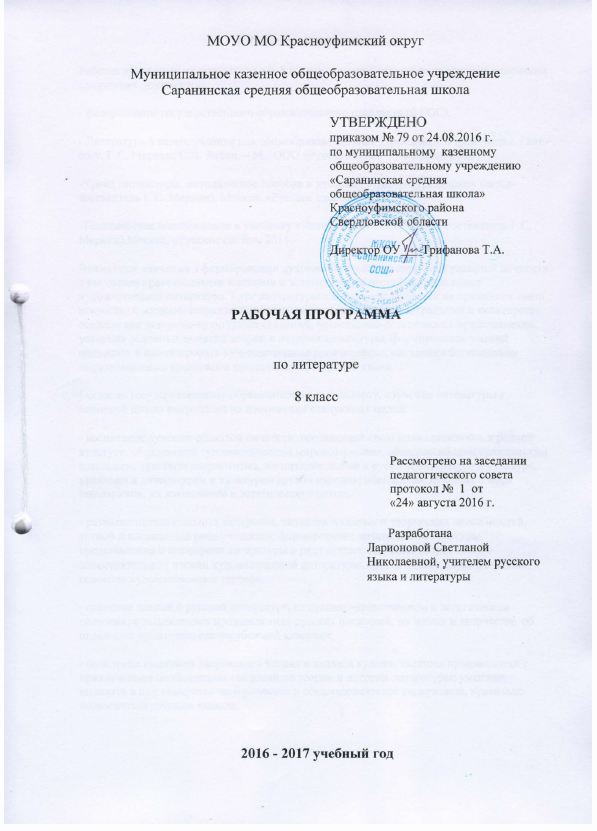 МОУО МО Красноуфимский округ
Муниципальное казенное общеобразовательное учреждение
Саранинская средняя общеобразовательная школа
УТВЕРЖДЕНО
приказом № 79 от 24.08.2016 г.
по муниципальному казенному
общеобразовательному учреждению
«Саранинская средняя
общеобразовательная школа»
Красноуфимского района
Свердловской области
Директор ОУ Трифанова Т.А.
МКОУ
«Саранинская
СОШ»
РАБОЧАЯ ПРОГРАММА
по литературе
8 класс
Рассмотрено на заседании
педагогического совета
протокол № 1 от
«24» августа 2016 г.
Разработана
Ларионовой Светланой
Николаевной, учителем русского
языка и литературы
2016 - 2017 учебный год